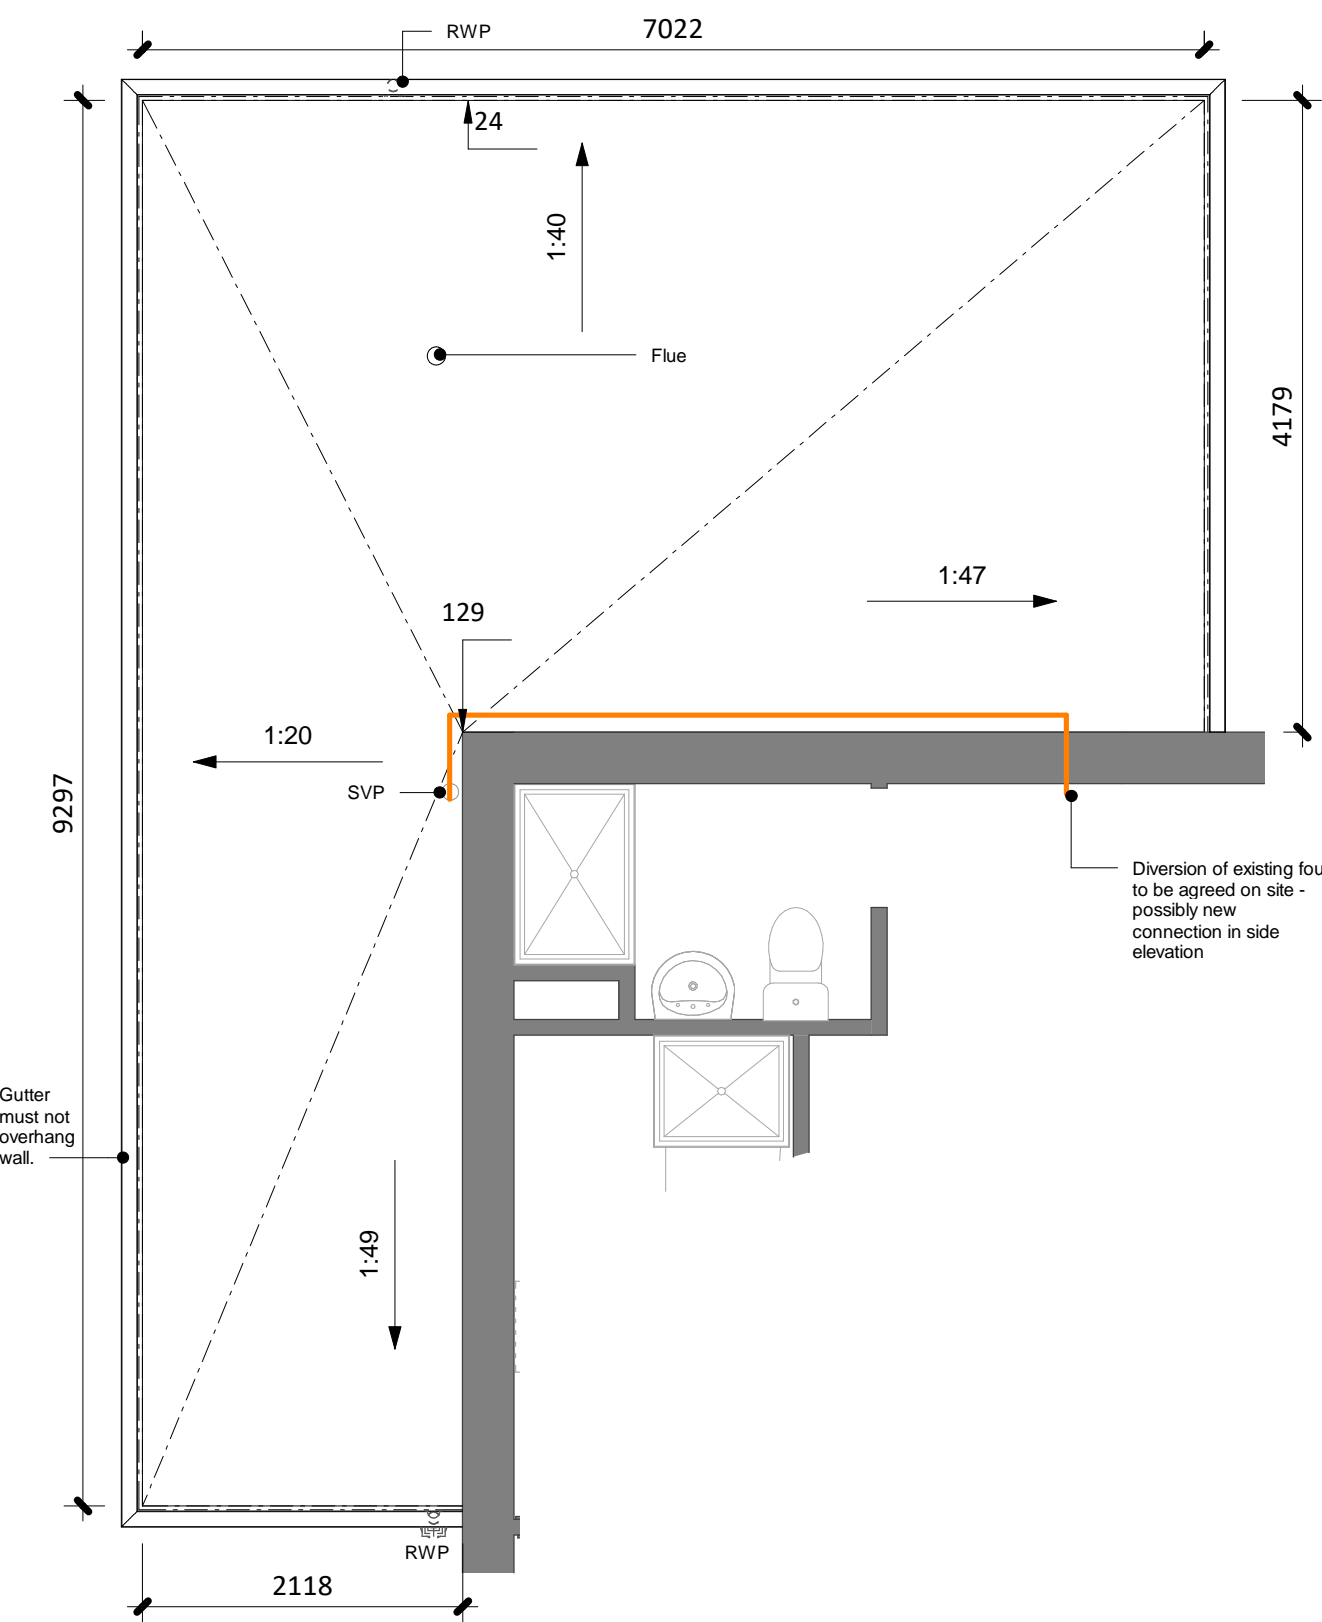 RWP
7022
24
1:40
Flue
4179
1:47
129
1:20
SVP
9297
Diversion of existing
to be agreed on site -
possibly new
connection in side
elevation
Gutter
must not
overhang
wall.
1:49
RWP
2118